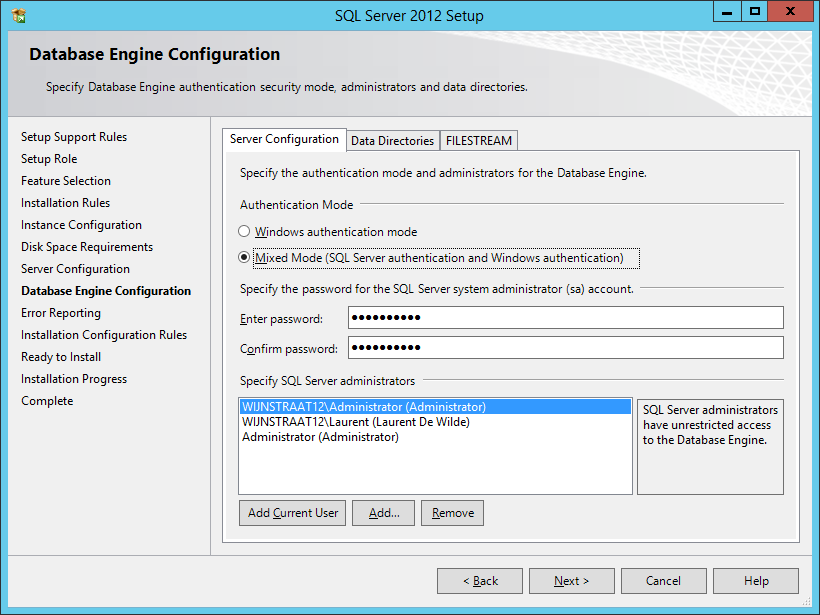 SQL Server 2012 Setup
Database Engine Configuration
Specify Database Engine authentication security mode, administrators and data directories.
Setup Support Rules
Setup Role
Feature Selection
Installation Rules
Instance Configuration
Disk Space Requirements
Server Configuration
Database Engine Configuration
Error Reporting
Installation Configuration Rules
Ready to Install
Installation Progress
Complete
Server Configuration
Data Directories
FILESTREAM
Specify the authentication mode and administrators for the Database Engine.
Authentication Mode
Windows authentication mode
Mixed Mode (SQL Server authentication and Windows authentication)
Specify the password for the SQL Server system administrator (sa) account.
Enter password: ●●●●●●●●●●
Confirm password: ●●●●●●●●●●
Specify SQL Server administrators
WIJNSTRAAT12\Administrator (Administrator)
WIJNSTRAAT12\Laurent (Laurent De Wilde)
Administrator (Administrator)
SQL Server administrators
have unrestricted access
to the Database Engine.
Add Current User
Add...
Remove
< Back
Next >
Cancel
Help